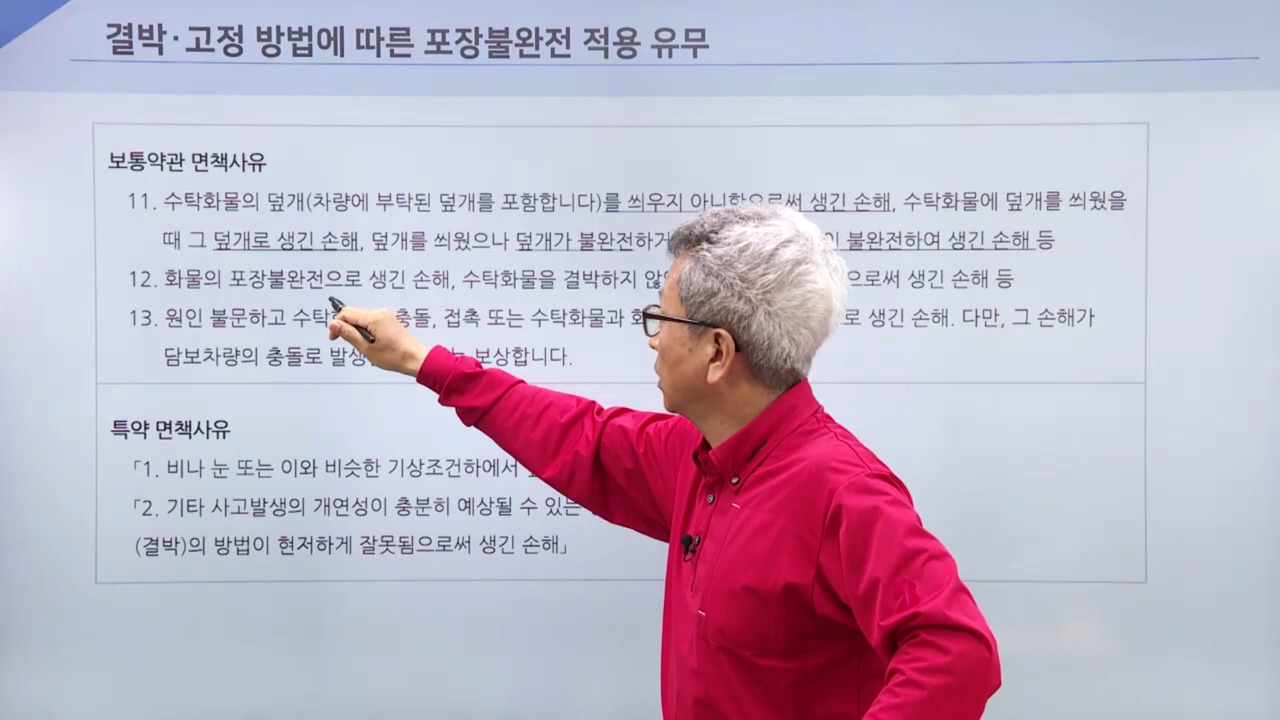 결박·고정 방법에 따른 포장불완전 적용 유무
보통약관 면책사유
11. 수탁화물의 덮개(차량에 부탁된 덮개를 포함합니다)를 씌우지 아니함으로써 생긴 손해, 수탁화물에 덮개를 씌웠을
때 그 덮개로 생긴 손해, 덮개를 씌웠으나 덮개가 불완전하거 불완전하여 생긴 손해 등
12. 화물의 포장불완전으로 생긴 손해, 수탁화물을 결박하지 않 으로써 생긴 손해 등
13. 원인 불문하고 수탁 충돌, 접촉 또는 수탁화물과 생긴 손해. 다만, 그 손해가
담보차량의 충돌로 발생 보상합니다.
특약 면책사유
「1. 비나 눈 또는 이와 비슷한 기상조건하에서
「2. 기타 사고발생의 개연성이 충분히 예상될 수 있는
(결박)의 방법이 현저하게 잘못됨으로써 생긴 손해」